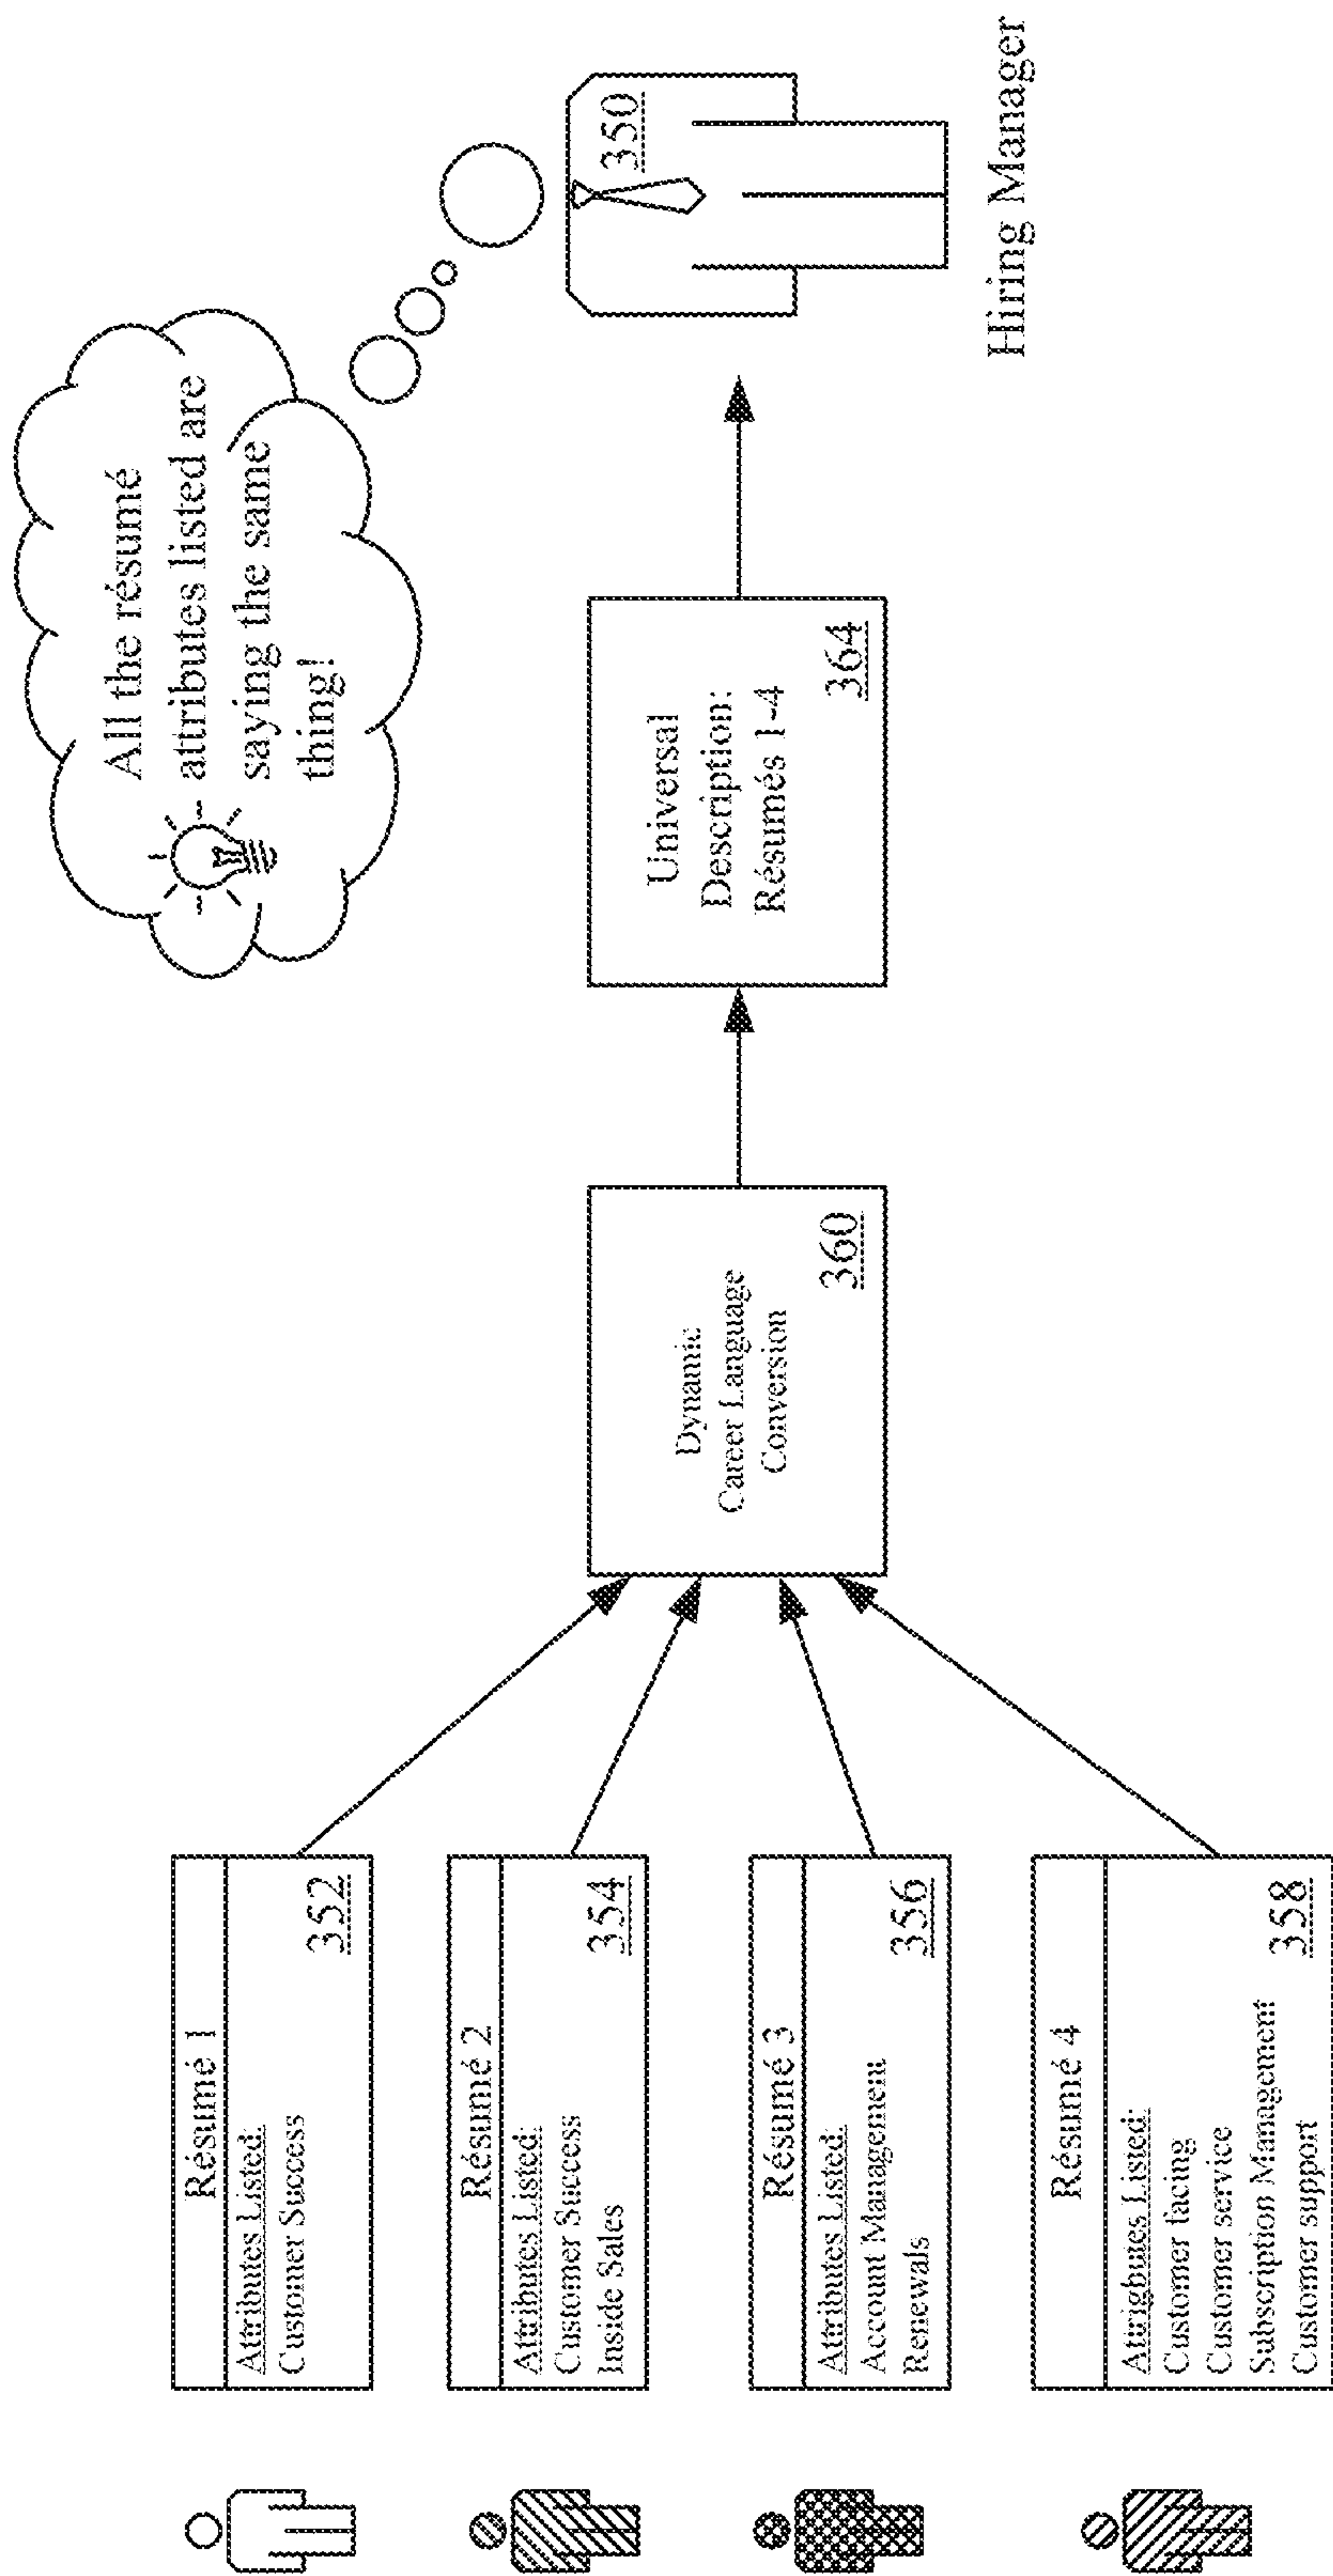 Résumé 1
Attributes Listed:
Customer Success
352
Résumé 2
Attributes Listed:
Customer Success
Inside Sales
354
Résumé 3
Attributes Listed:
Account Management
Renewals
356
Résumé 4
Attrigbutes Listed:
Customer facing
Customer service
Subscription Management
Customer support
358
Dynamic
Career Language
Conversion
360
Universal
Description:
Résumés 1-4
364
All the résumé
attributes listed are
saying the same
thing!
350
Hiring Manager